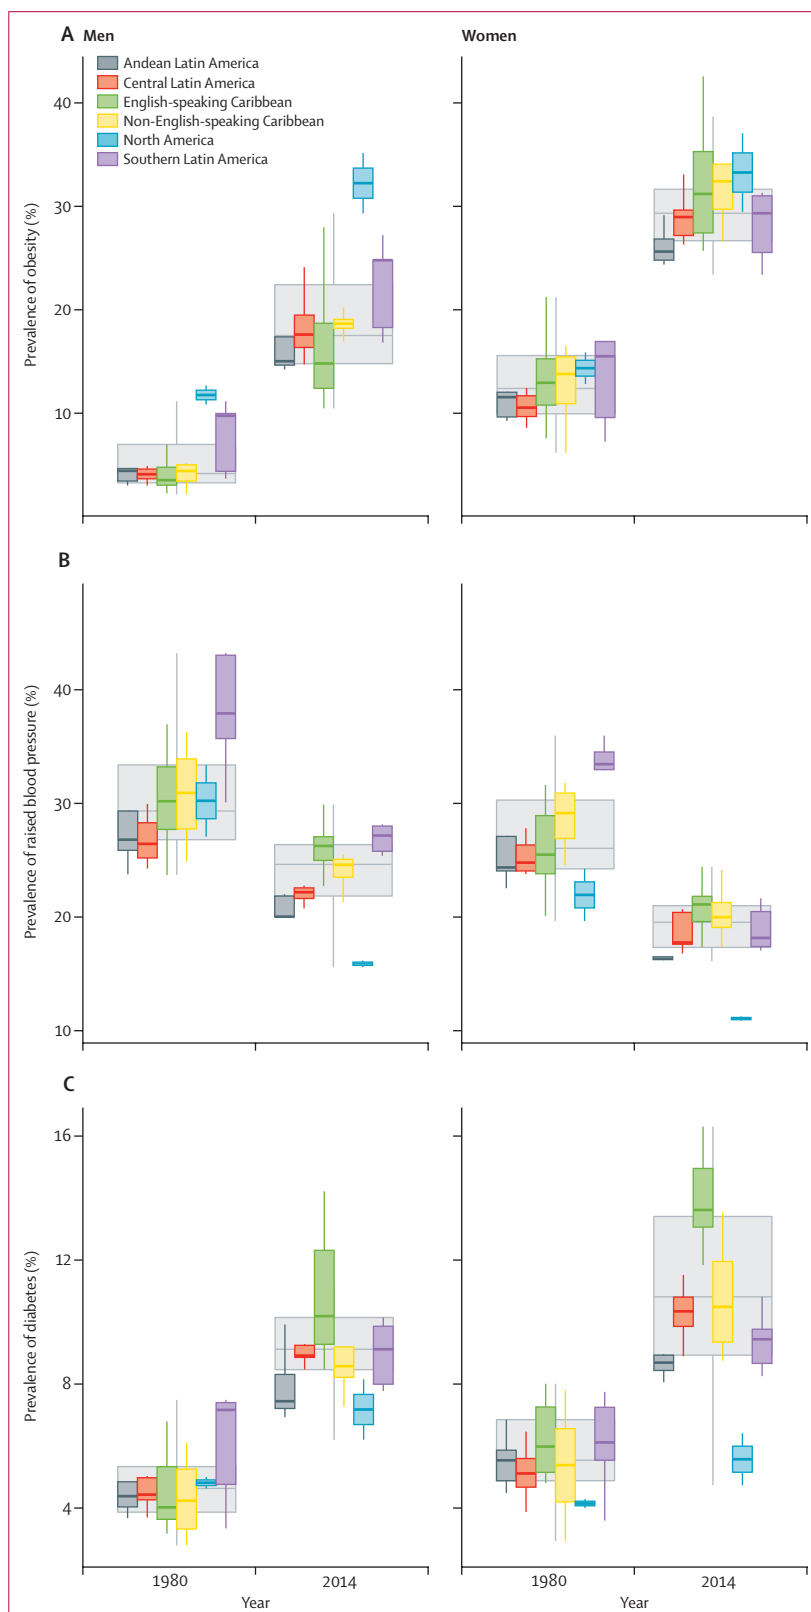 A Men
Women
Andean Latin America
Central Latin America
English-speaking Caribbean
Non-English-speaking Caribbean
North America
Southern Latin America
Prevalence of obesity (%)
40
30
20
10
B
Prevalence of raised blood pressure (%)
40
30
20
10
C
Prevalence of diabetes (%)
16
12
8
4
1980
2014
1980
2014
Year
Year